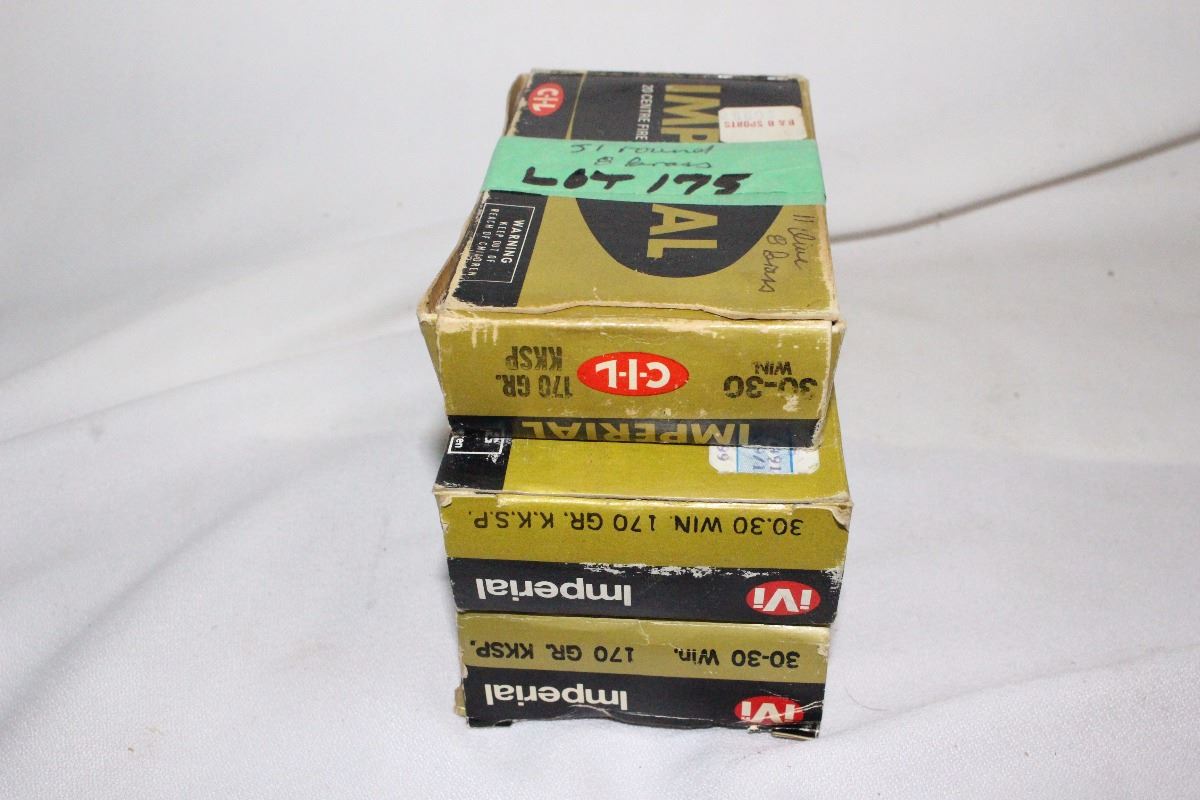 C-I-L
IMP
20 CENTRE FIRE
B & B SPORTS
51 round
8 brass
LOT 175
AL
11 live
8 brass
WARNING
KEEP OUT OF
REACH OF CHILDREN
30-30
WIN.
C-I-L
170 GR.
KKSP
IMPERIAL
30.30 WIN. 170 GR. K.K.S.P.
iVi
Imperial
30-30 Win. 170 GR. KKSP.
iVi
Imperial